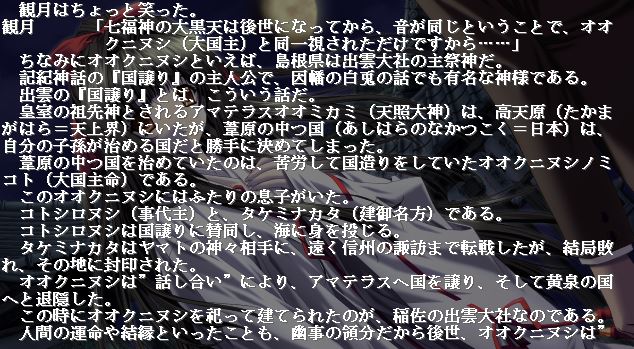 観月はちょっと笑った。
観月　　　「七福神の大黒天は後世になってから、音が同じということで、オオ
クニヌシ（大国主）と同一視されただけですから……」
ちなみにオオクニヌシといえば、島根県は出雲大社の主祭神だ。
記紀神話の『国譲り』の主人公で、因幡の白兎の話でも有名な神様である。
出雲の『国譲り』とは、こういう話だ。
皇室の祖先神とされるアマテラスオオミカミ（天照大神）は、高天原（たかま
がはら＝天上界）にいたが、葦原の中つ国（あしはらのなかつこく＝日本）は、
自分の子孫が治める国だと勝手に決めてしまった。
葦原の中つ国を治めていたのは、苦労して国造りをしていたオオクニヌシノミ
コト（大国主命）である。
このオオクニヌシにはふたりの息子がいた。
コトシロヌシ（事代主）と、タケミナカタ（建御名方）である。
コトシロヌシは国譲りに賛同し、海に身を投じる。
タケミナカタはヤマトの神々相手に、遠く信州の諏訪まで転戦したが、結局敗
れ、その地に封印された。
オオクニヌシは”話し合い”により、アマテラスへ国を譲り、そして黄泉の国
へと退隠した。
この時にオオクニヌシを祀って建てられたのが、稲佐の出雲大社なのである。
人間の運命や結縁といったことも、幽事の領分だから後世、オオクニヌシは”